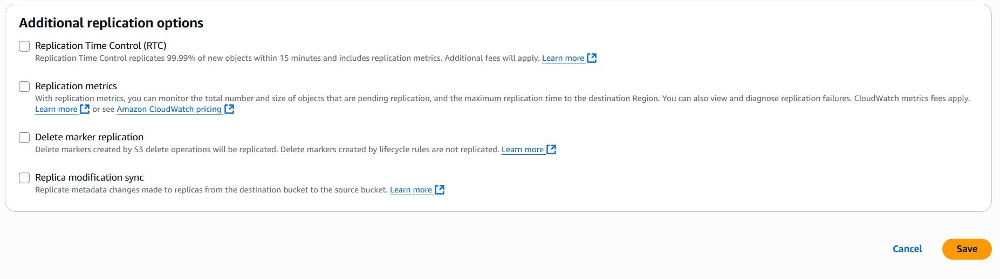 Additional replication options
Replication Time Control (RTC)
Replication Time Control replicates 99.99% of new objects within 15 minutes and includes replication metrics. Additional fees will apply. Learn more
Replication metrics
With replication metrics, you can monitor the total number and size of objects that are pending replication, and the maximum replication time to the destination Region. You can also view and diagnose replication failures. CloudWatch metrics fees apply.
Learn more or see Amazon CloudWatch pricing
Delete marker replication
Delete markers created by S3 delete operations will be replicated. Delete markers created by lifecycle rules are not replicated. Learn more
Replica modification sync
Replicate metadata changes made to replicas from the destination bucket to the source bucket. Learn more
Cancel Save